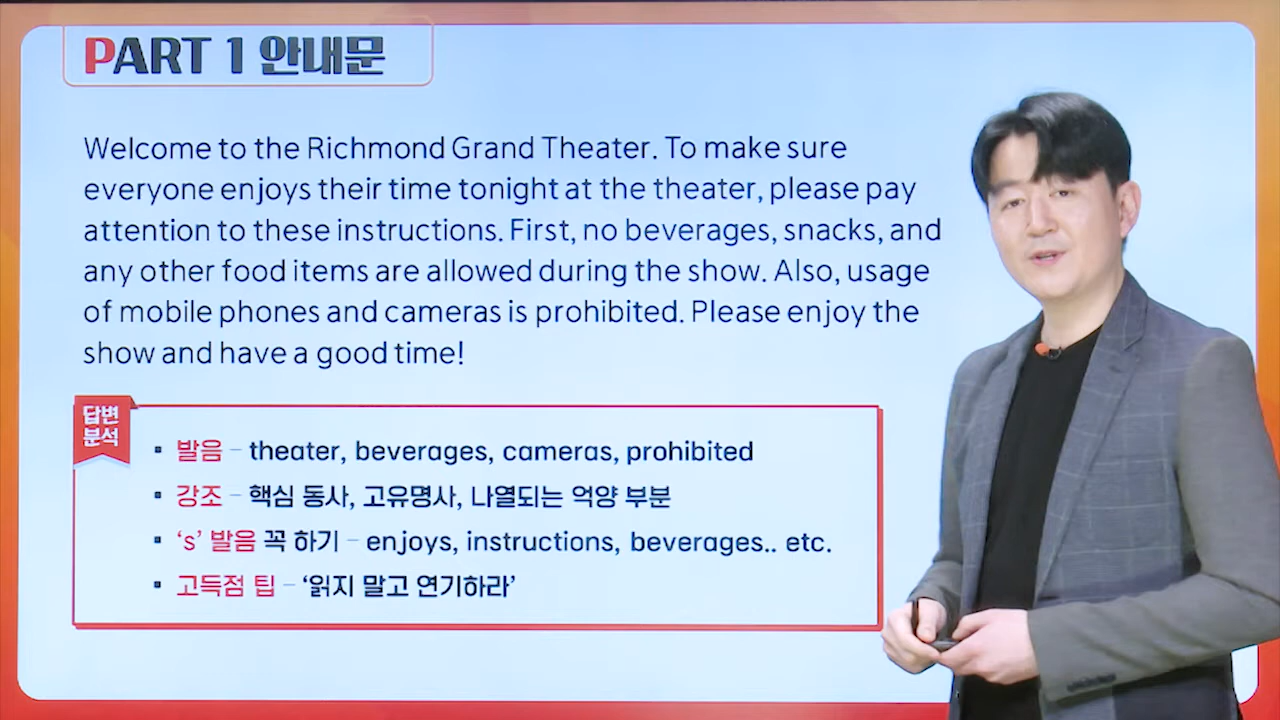 PART 1 안내문
Welcome to the Richmond Grand Theater. To make sure
everyone enjoys their time tonight at the theater, please pay
attention to these instructions. First, no beverages, snacks, and
any other food items are allowed during the show. Also, usage
of mobile phones and cameras is prohibited. Please enjoy the
show and have a good time!
답변
분석
▪ 발음 – theater, beverages, cameras, prohibited
▪ 강조 – 핵심 동사, 고유명사, 나열되는 억양 부분
▪ ‘s’ 발음 꼭 하기 – enjoys, instructions, beverages.. etc.
▪ 고득점 팁 – ‘읽지 말고 연기하라’